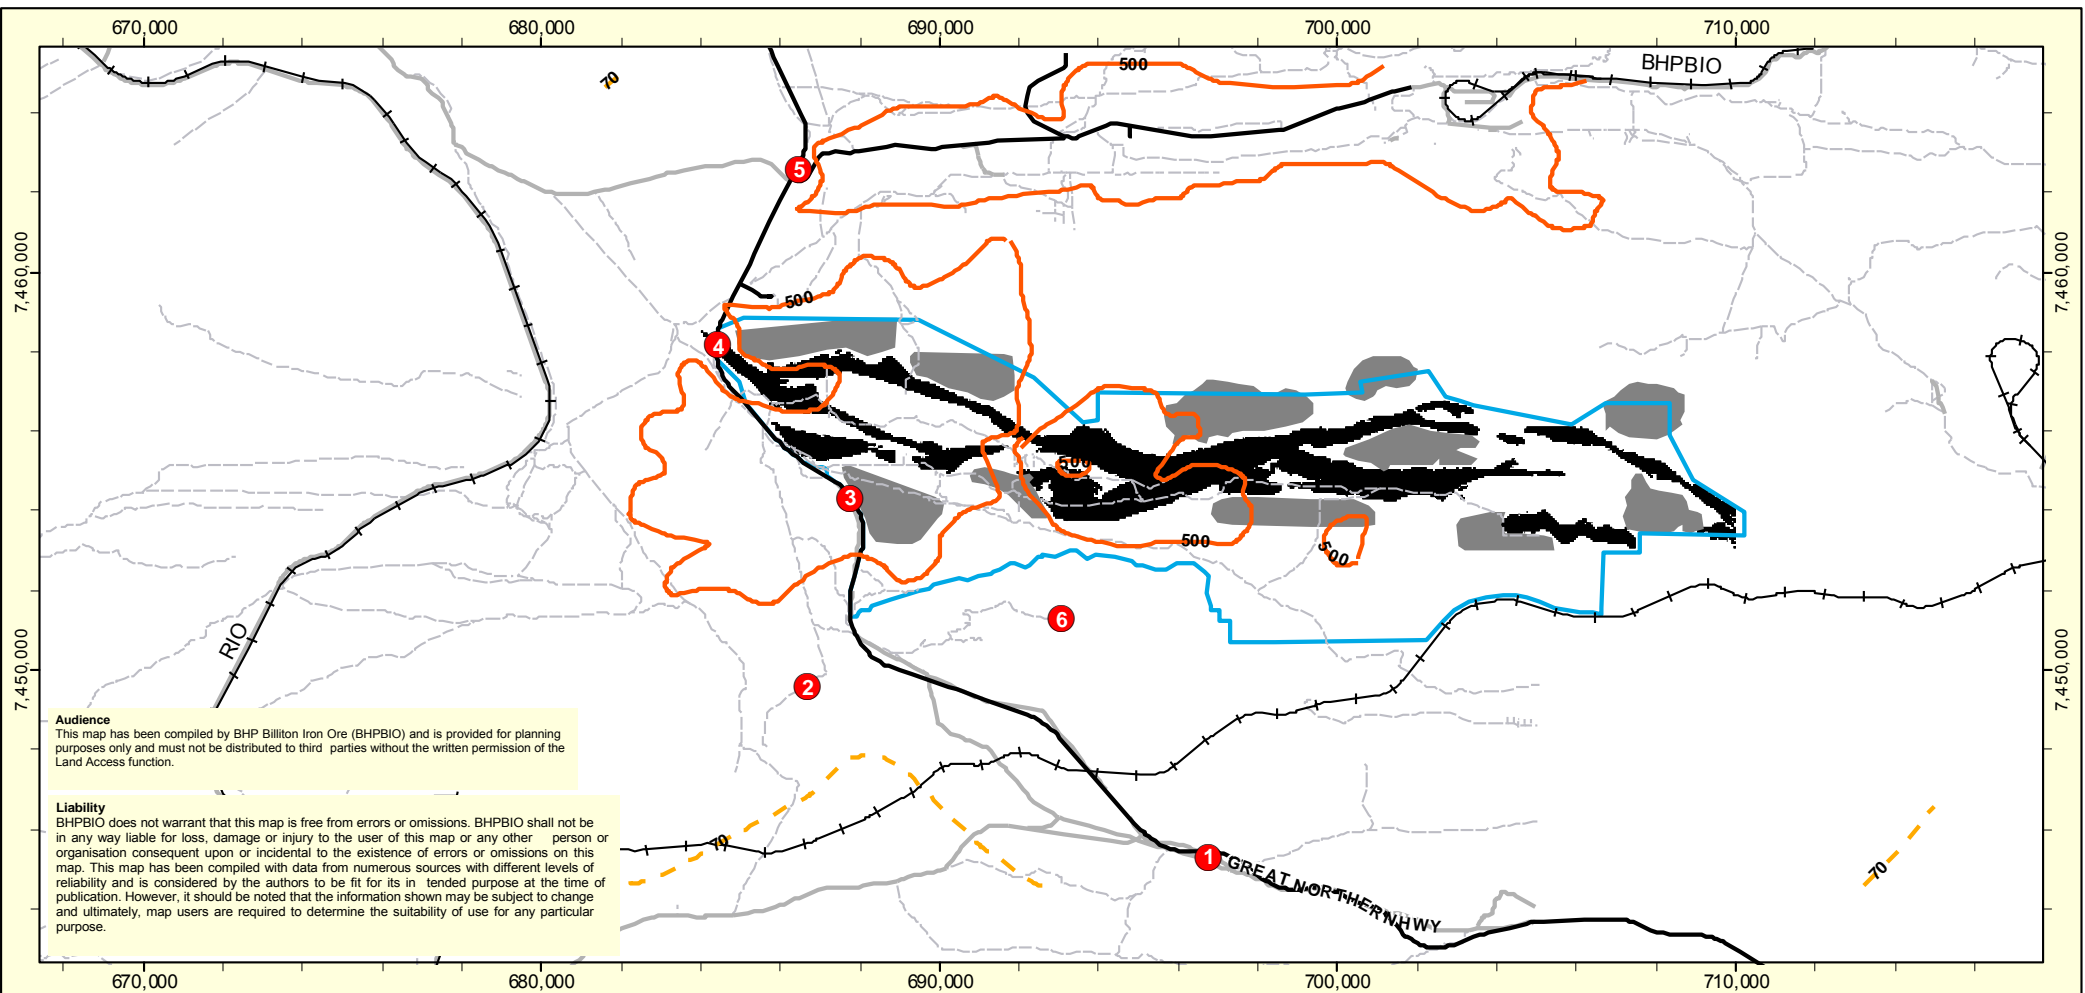 670,000 680,000 690,000 700,000 710,000
BHPBIO
70
500
5
7,460,000
7,460,000
500
4
500
3
500
500
6
RIO
2
7,450,000
7,450,000
Audience
This map has been compiled by BHP Billiton Iron Ore (BHPBIO) and is provided for planning
purposes only and must not be distributed to third parties without the written permission of the
Land Access function.
Liability
BHPBIO does not warrant that this map is free from errors or omissions. BHPBIO shall not be
in any way liable for loss, damage or injury to the user of this map or any other person or
organisation consequent upon or incidental to the existence of errors or omissions on this
map. This map has been compiled with data from numerous sources with different levels of
reliability and is considered by the authors to be fit for its in tended purpose at the time of
publication. However, it should be noted that the information shown may be subject to change
and ultimately, map users are required to determine the suitability of use for any particular
purpose.
70
1
GREAT NORTHERN HWY
70
670,000 680,000 690,000 700,000 710,000